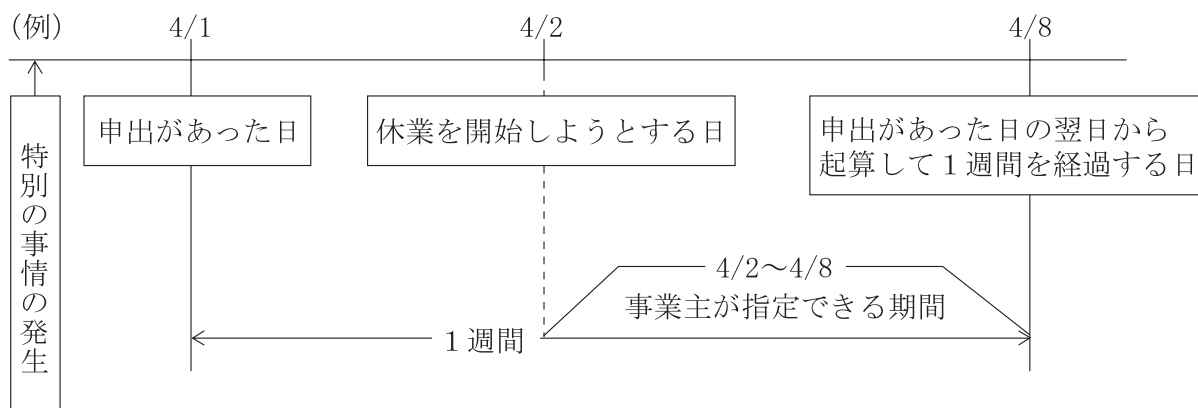 (例)
4/1
4/2
4/8
特別の事情の発生
申出があった日
休業を開始しようとする日
申出があった日の翌日から
起算して1週間を経過する日
4/2~4/8
事業主が指定できる期間
1週間